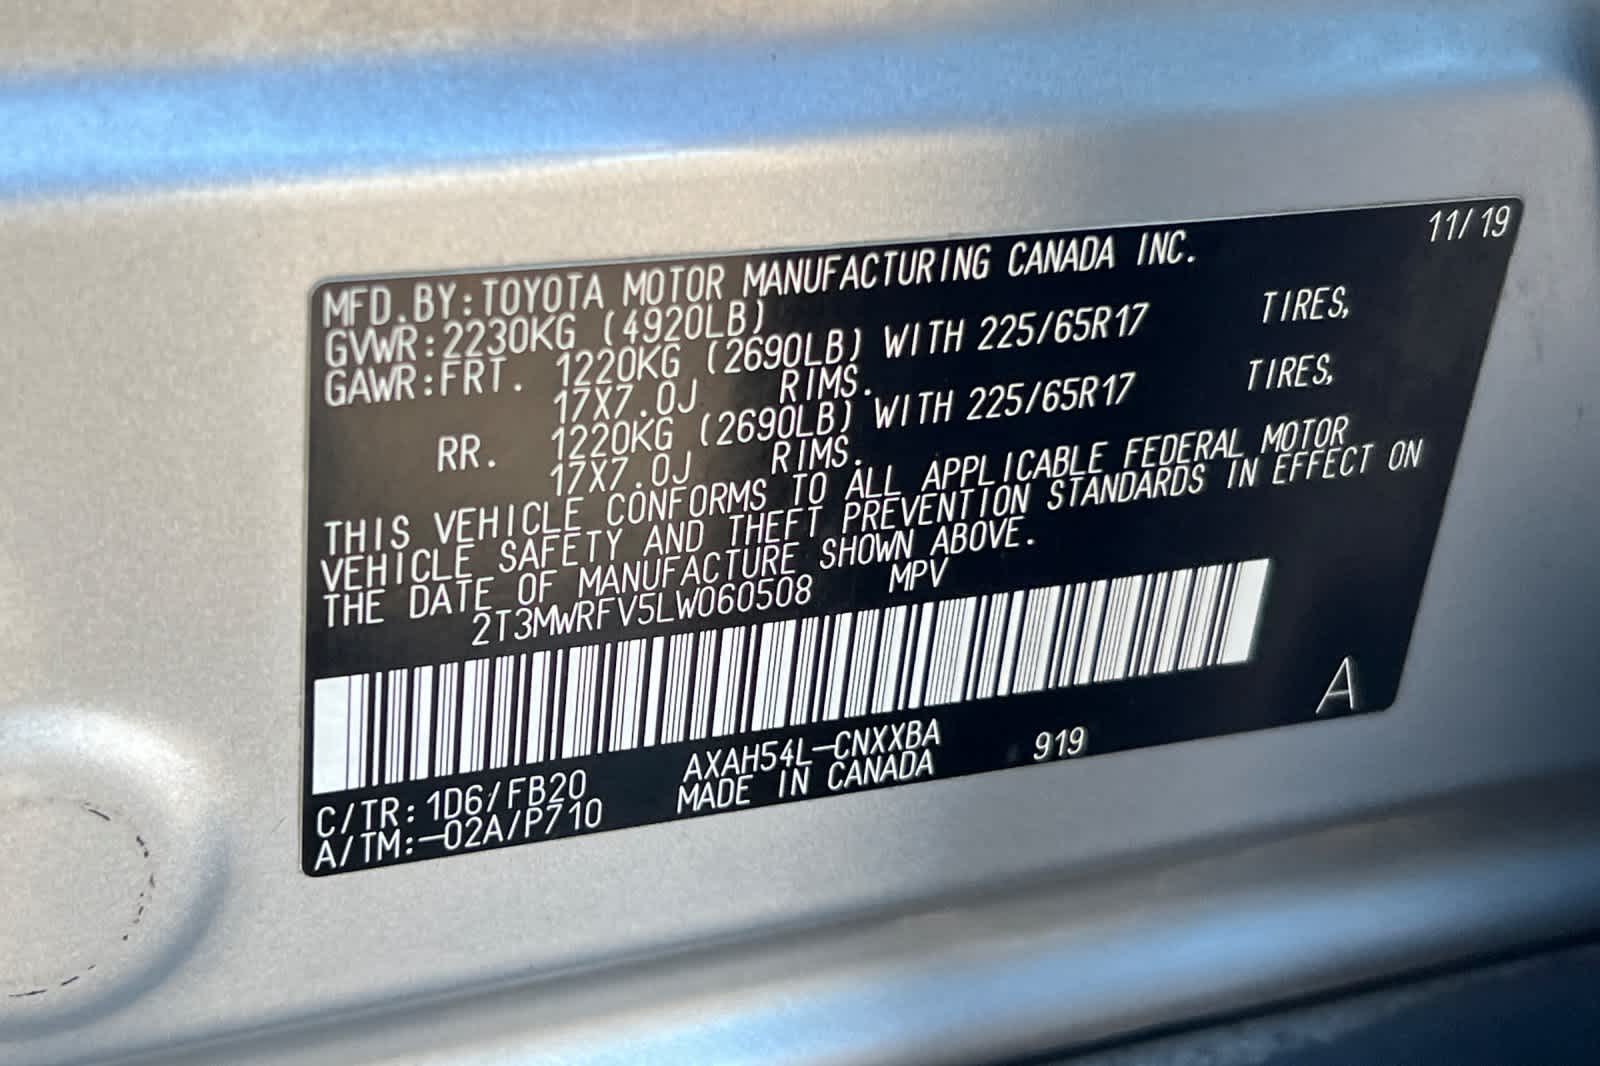 11/19
MFD.BY:TOYOTA MOTOR MANUFACTURING CANADA INC.
GVWR:2230KG (4920LB)
GAWR:FRT. 1220KG (2690LB) WITH 225/65R17 TIRES,
17X7.0J RIMS.
RR. 1220KG (2690LB) WITH 225/65R17 TIRES,
17X7.0J RIMS.
THIS VEHICLE CONFORMS TO ALL APPLICABLE FEDERAL MOTOR
VEHICLE SAFETY AND THEFT PREVENTION STANDARDS IN EFFECT ON
THE DATE OF MANUFACTURE SHOWN ABOVE.
2T3MWRFV5LW060508 MPV
A
C/TR:1D6/FB20 AXAH54L-CNXXBA 919
A/TM:-02A/P710 MADE IN CANADA